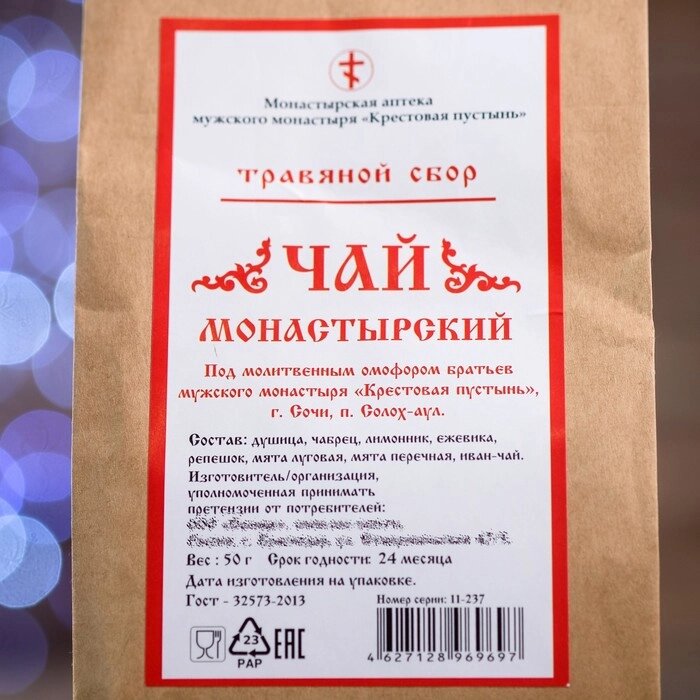 Монастырская аптека
мужского монастыря «Крестовая пустынь»
травяной сбор
ЧАЙ
МОНАСТЫРСКИЙ
Под молитвенным омофором братьев
мужского монастыря «Крестовая пустынь»,
г. Сочи, п. Солох-аул.
Состав: душица, чабрец, лимонник, ежевика,
репешок, мята луговая, мята перечная, иван-чай.
Изготовитель/организация,
уполномоченная принимать
претензии от потребителей:
Вес : 50 г Срок годности: 24 месяца
Дата изготовления на упаковке.
Гост - 32573-2013
Номер серии: 11-237
23
PAP
ЕАС
4 627128 969697